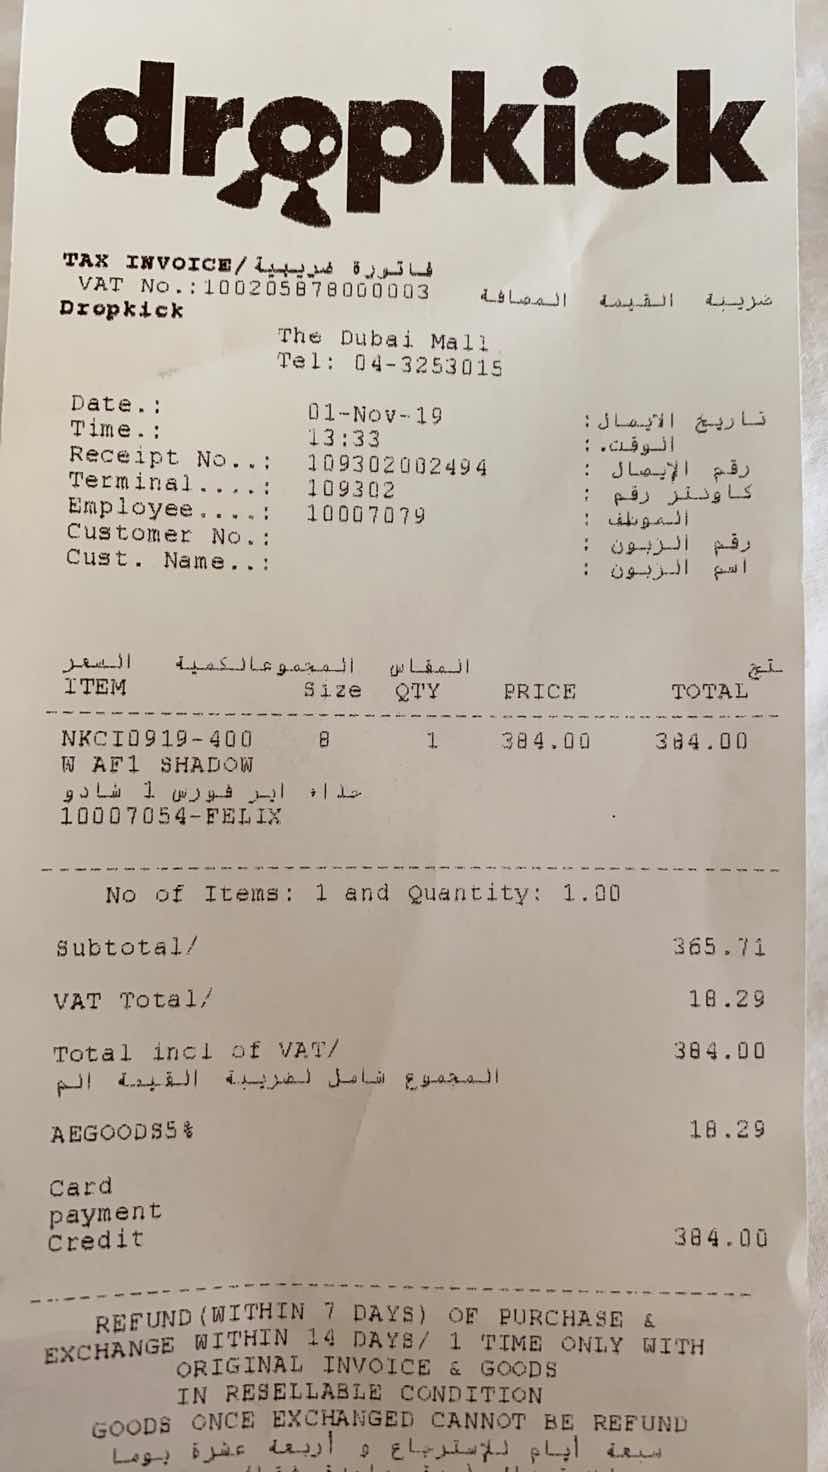 dropkick
TAX INVOICE/فاتورة ضريبية
VAT No.:100205878000003 ضريبة القيمة المضافة
Dropkick
The Dubai Mall
Tel: 04-3253015
Date.: 01-Nov-19 تاريخ الايصال:
Time.: 13:33 الوقت.:
Receipt No..: 109302002494 رقم الإيصال :
Terminal....: 109302 كاونتر رقم :
Employee....: 10007079 الموظف :
Customer No.: رقم الزبون :
Cust. Name..: اسم الزبون :
السعر المجموعالكمية المقاس تج
ITEM Size QTY PRICE TOTAL
NKCI0919-400 8 1 384.00 384.00
W AF1 SHADOW
حذاء اير فورس 1 شادو
10007054-FELIX
No of Items: 1 and Quantity: 1.00
Subtotal/ 365.71
VAT Total/ 18.29
Total incl of VAT/ 384.00
المجموع شامل لضريبة القيمة الم
AEGOODS5% 18.29
Card
payment
Credit 384.00
REFUND(WITHIN 7 DAYS) OF PURCHASE &
EXCHANGE WITHIN 14 DAYS/ 1 TIME ONLY WITH
ORIGINAL INVOICE & GOODS
IN RESELLABLE CONDITION
GOODS ONCE EXCHANGED CANNOT BE REFUND
سبعة أيام للإسترجاع و أربعة عشرة يوما